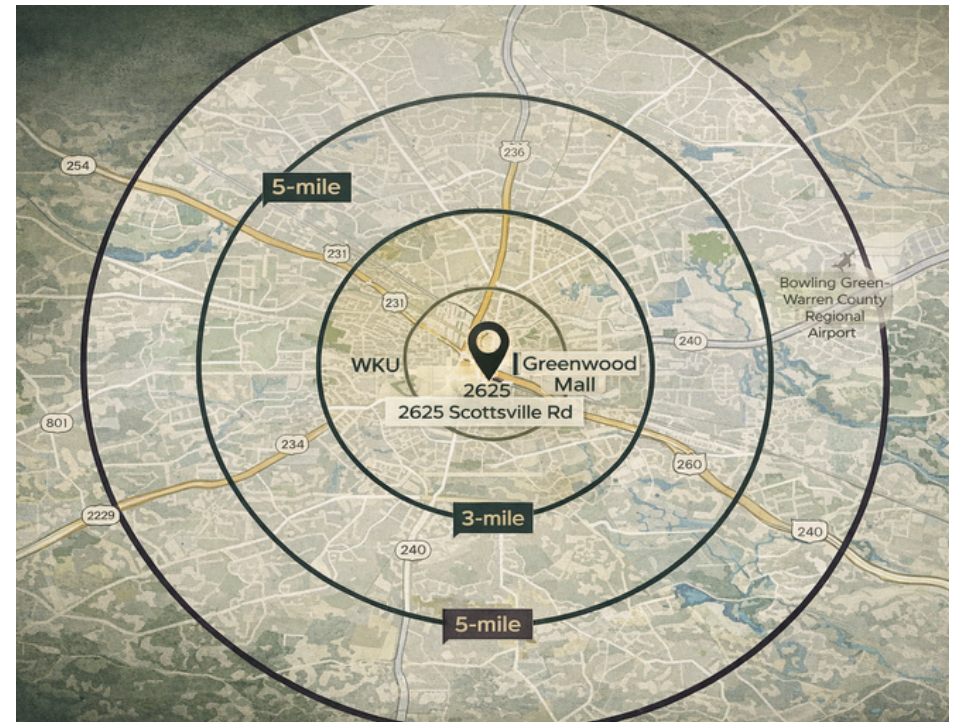 236
254
5-mile
231
Bowling Green-
Warren County
Regional
Airport
231
240
WKU
Greenwood
Mall
2625
2625 Scottsville Rd
801
234
260
2229
3-mile
240
240
5-mile